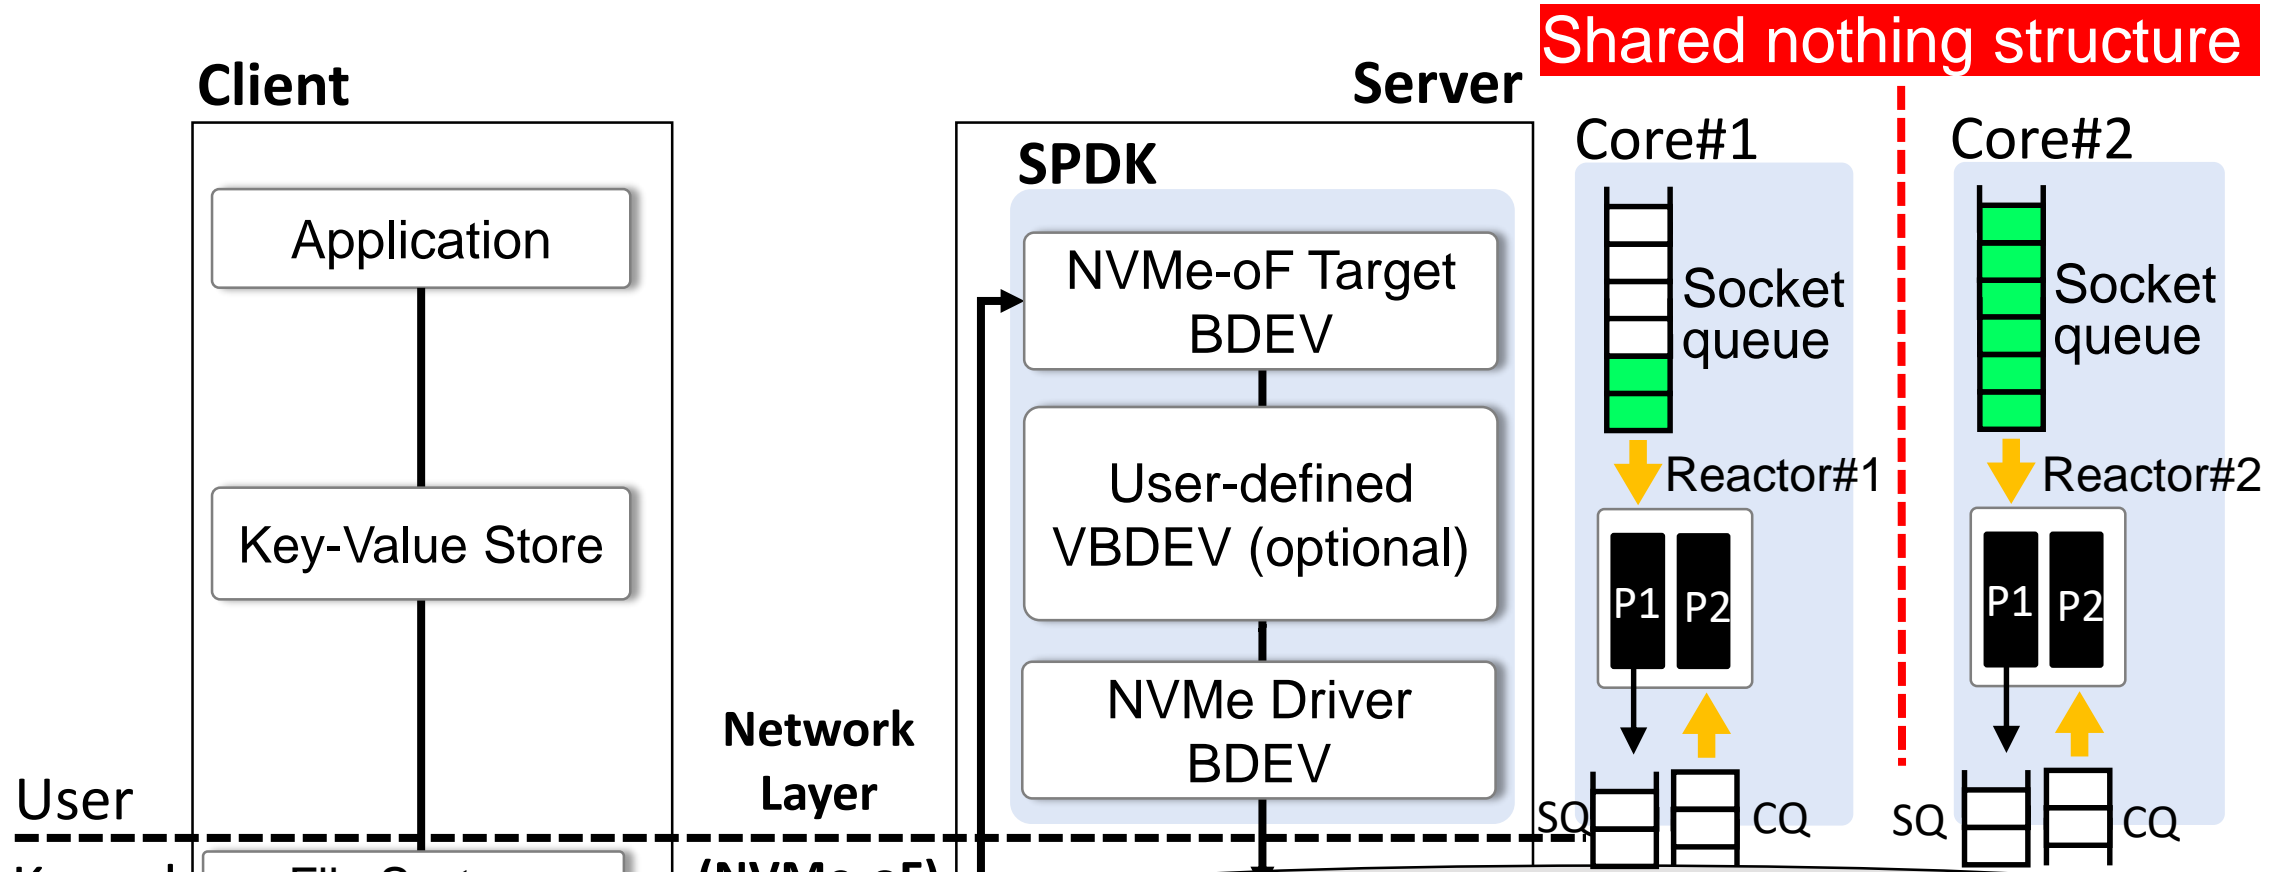 Shared nothing structure
Client
Server
Core#1
Core#2
SPDK
Application
NVMe-oF Target
BDEV
Socket
queue
Socket
queue
User-defined
VBDEV (optional)
Reactor#1
Reactor#2
Key-Value Store
P1
P2
P1
P2
NVMe Driver
BDEV
Network
Layer
User
SQ
CQ
SQ
CQ
(NVMe-oF)